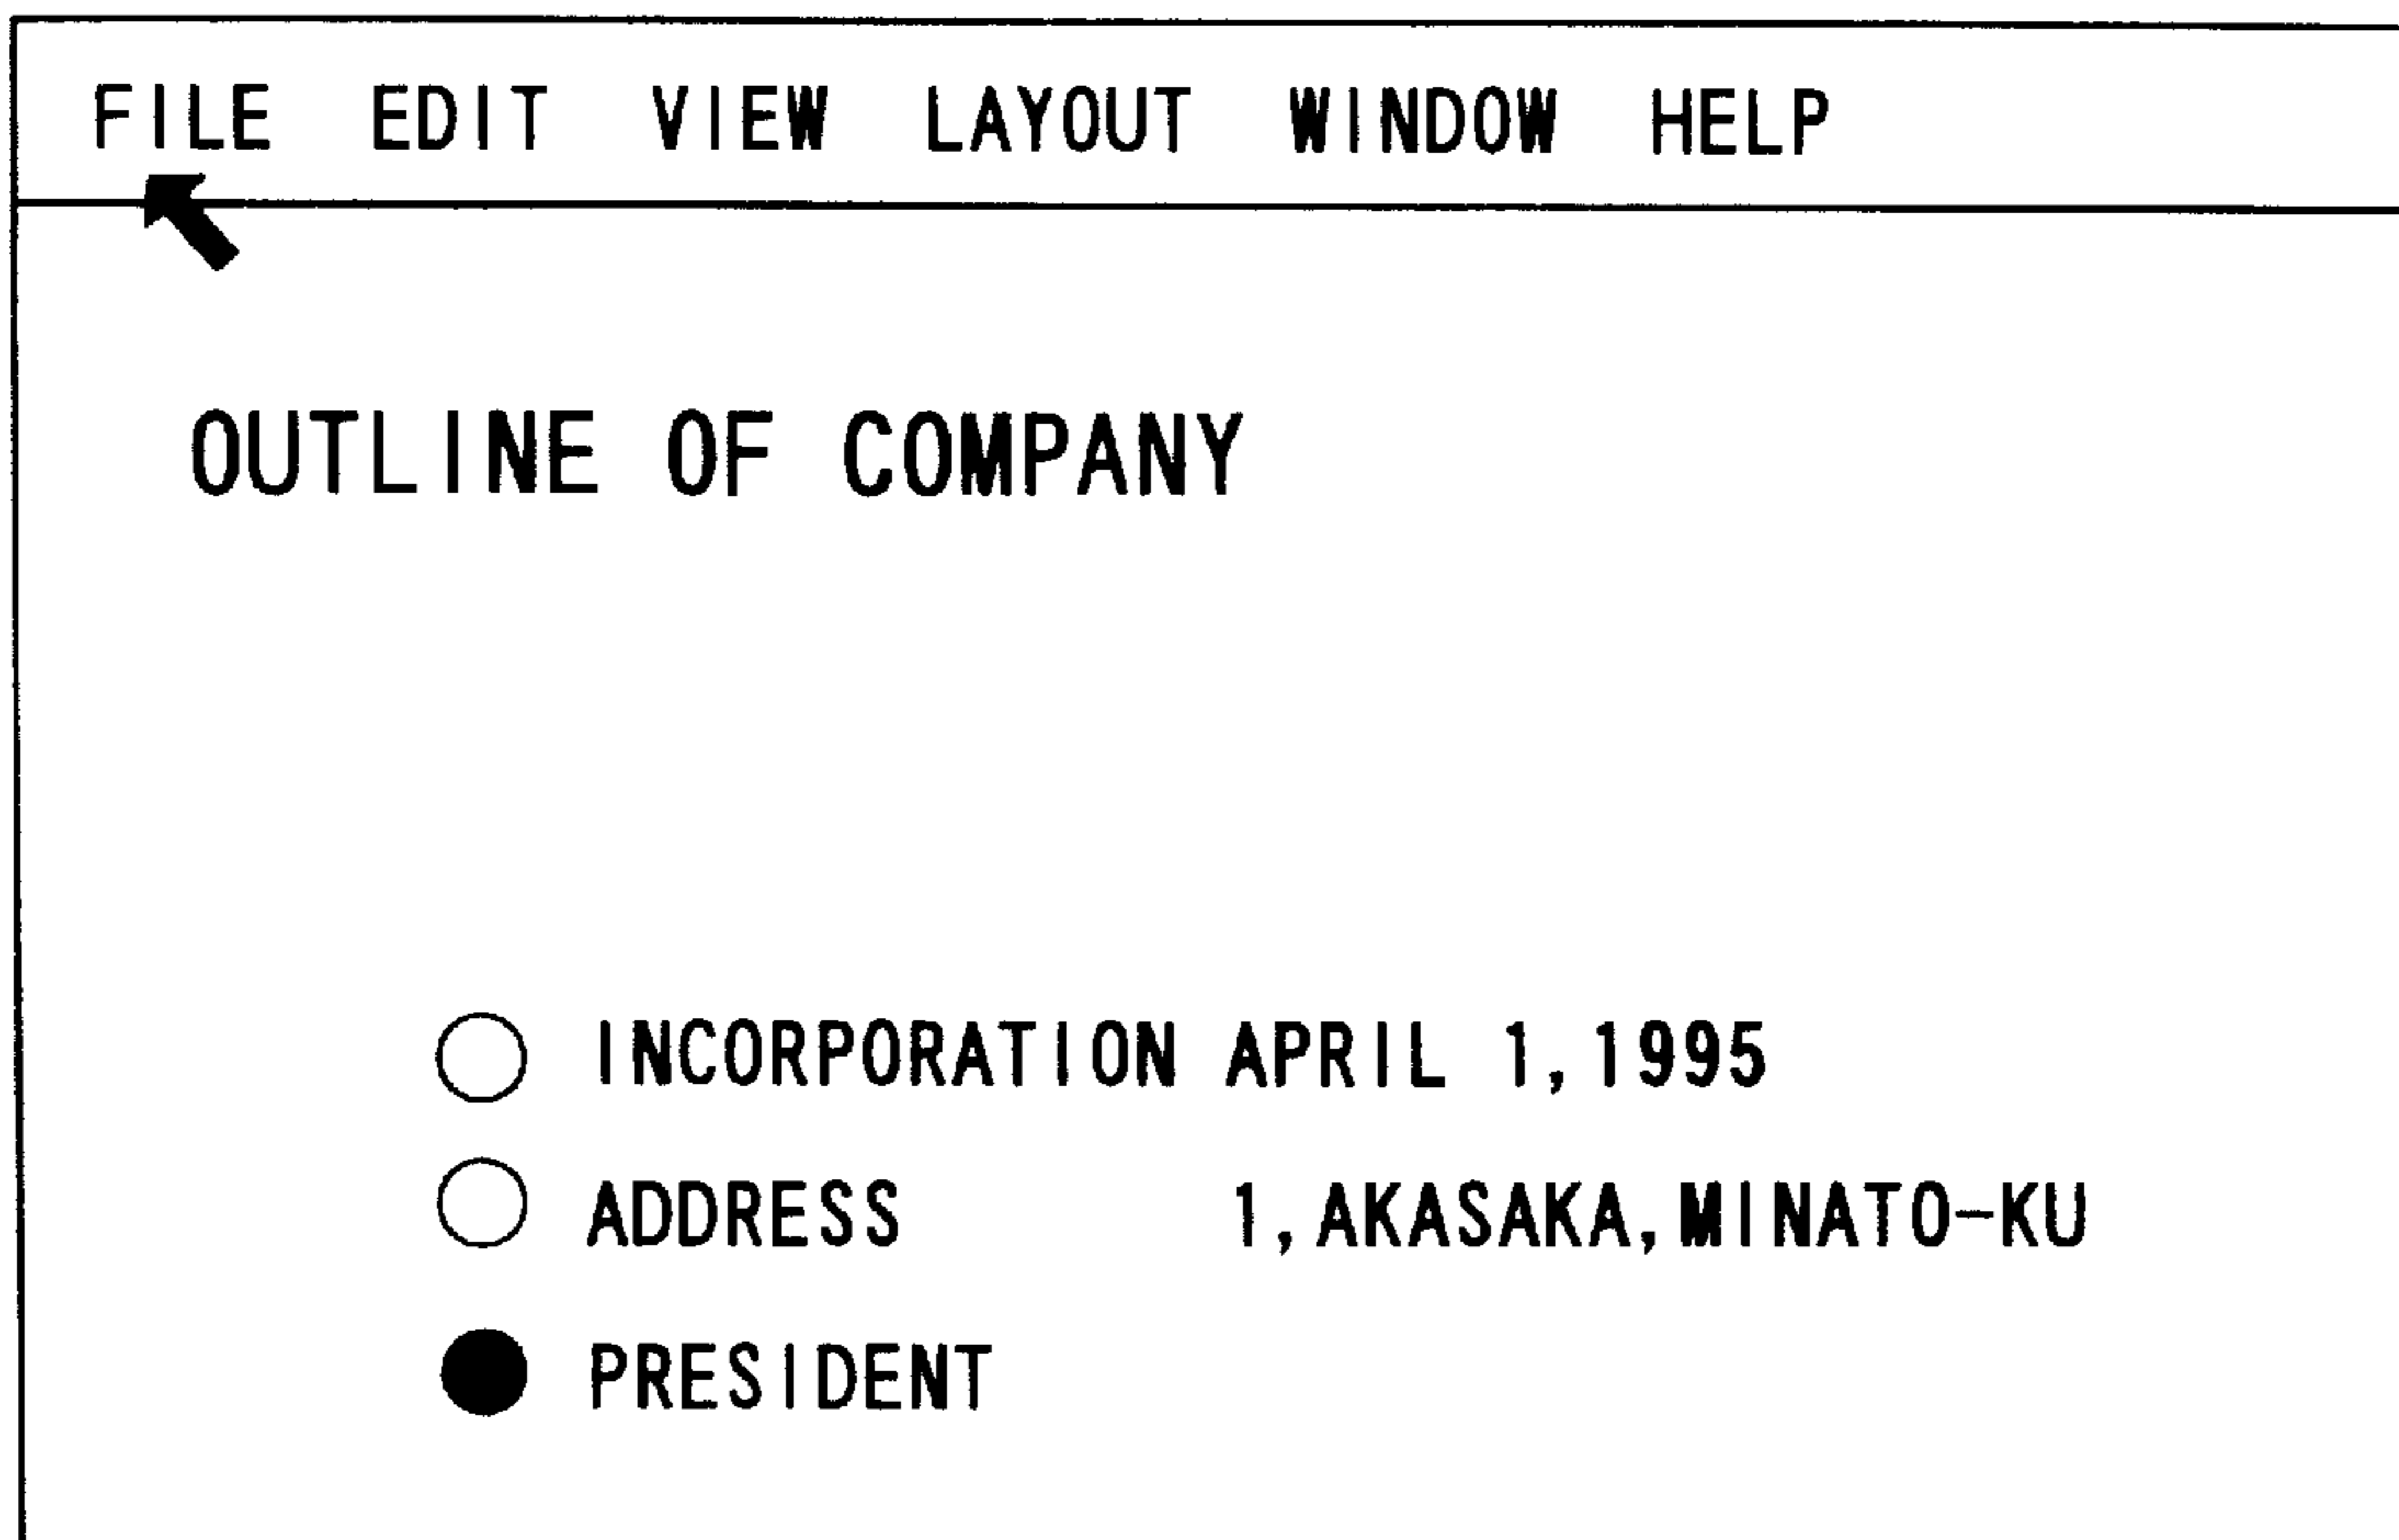 FILE EDIT VIEW LAYOUT WINDOW HELP
OUTLINE OF COMPANY
INCORPORATION APRIL 1,1995
ADDRESS 1,AKASAKA,MINATO-KU
PRESIDENT